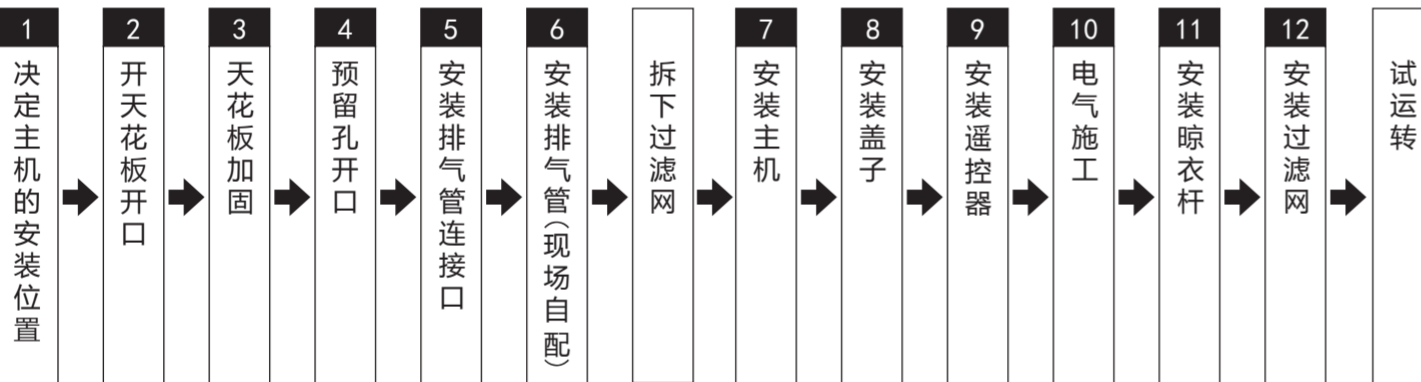 1
决定主机的安装位置
2
开天花板开口
3
天花板加固
4
预留孔开口
5
安装排气管连接口
6
安装排气管(现场自配)
拆下过滤网
7
安装主机
8
安装盖子
9
安装遥控器
10
电气施工
11
安装晾衣杆
12
安装过滤网
试运转